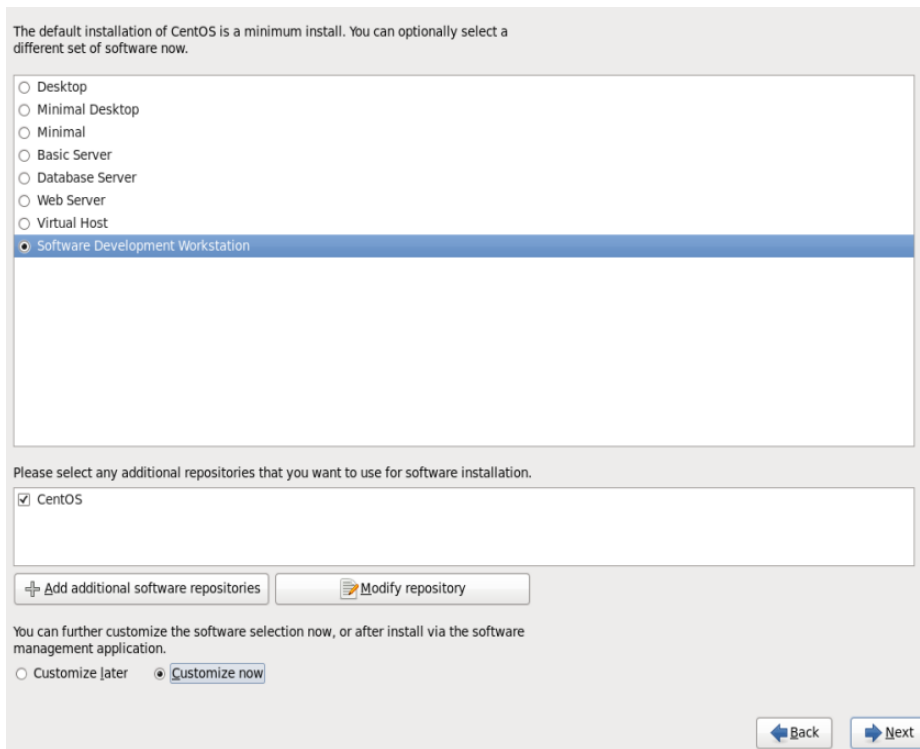 The default installation of CentOS is a minimum install. You can optionally select a
different set of software now.
Desktop
Minimal Desktop
Minimal
Basic Server
Database Server
Web Server
Virtual Host
Software Development Workstation
Please select any additional repositories that you want to use for software installation.
CentOS
Add additional software repositories
Modify repository
You can further customize the software selection now, or after install via the software
management application.
Customize later
Customize now
Back
Next